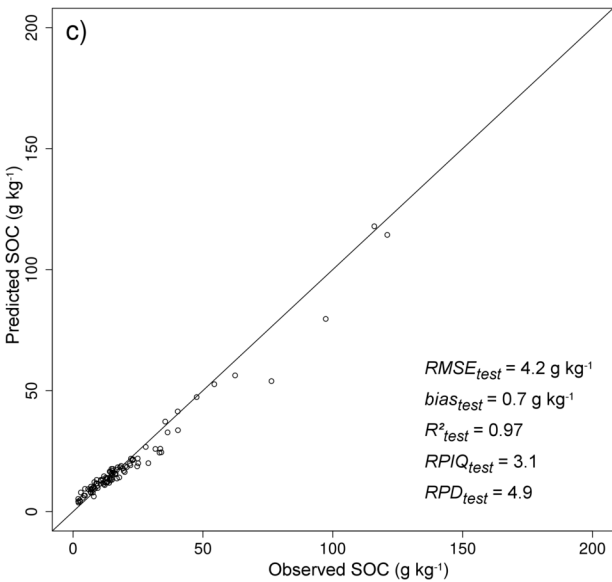 c)
200
150
100
50
0
Predicted SOC (g kg⁻¹)
RMSEtest = 4.2 g kg⁻¹
biastest = 0.7 g kg⁻¹
R²test = 0.97
RPIQtest = 3.1
RPDtest = 4.9
0 50 100 150 200
Observed SOC (g kg⁻¹)